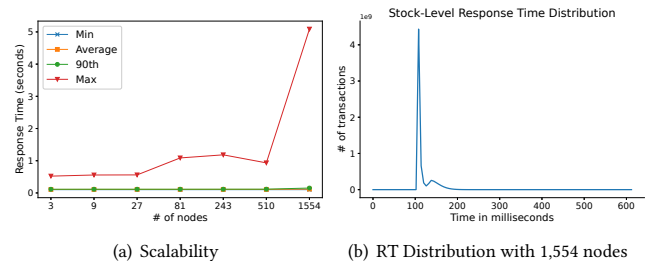 Min
Average
90th
Max
Response Time (seconds)
5
4
3
2
1
0
3 9 27 81 243 510 1554
# of nodes
(a) Scalability
Stock-Level Response Time Distribution
1e9
# of transactions
4
3
2
1
0
0 100 200 300 400 500 600
Time in milliseconds
(b) RT Distribution with 1,554 nodes